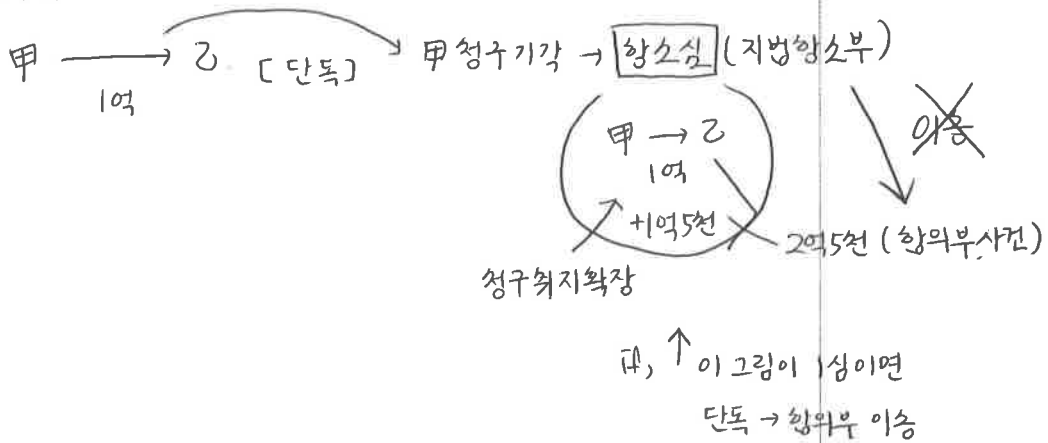 甲 → 乙 [단독] → 甲 청구기각 → 항소심 (지법항소부)
1억
이송
甲 → 乙
1억
+1억5천
2억5천 (합의부사건)
청구취지확장
단, ↑ 이 그림이 1심이면
단독 → 합의부 이송